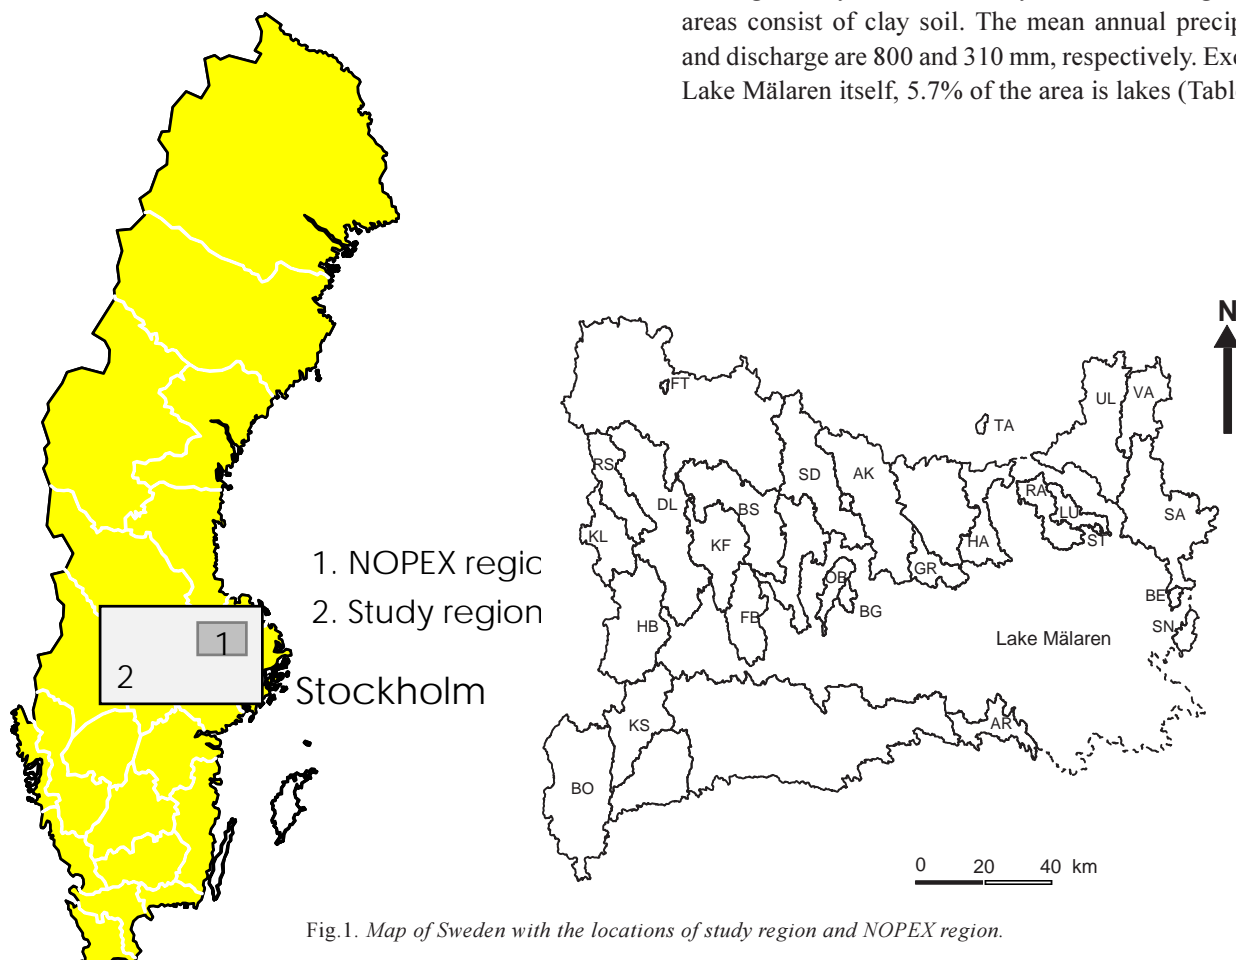 areas consist of clay soil. The mean annual
and discharge are 800 and 310 mm, respectively.
Lake Mälaren itself, 5.7% of the area is lakes
N
FT
UL
VA
TA
RS
SD
AK
DL
BS
RA
LU
SA
KL
KF
HA
ST
GR
OB
1. NOPEX
2. Study region
BE
BG
FB
HB
SN
1
Lake Mälaren
2
Stockholm
KS
AR
BO
0 20 40 km
Fig.1. Map of Sweden with the locations of study region and NOPEX region.